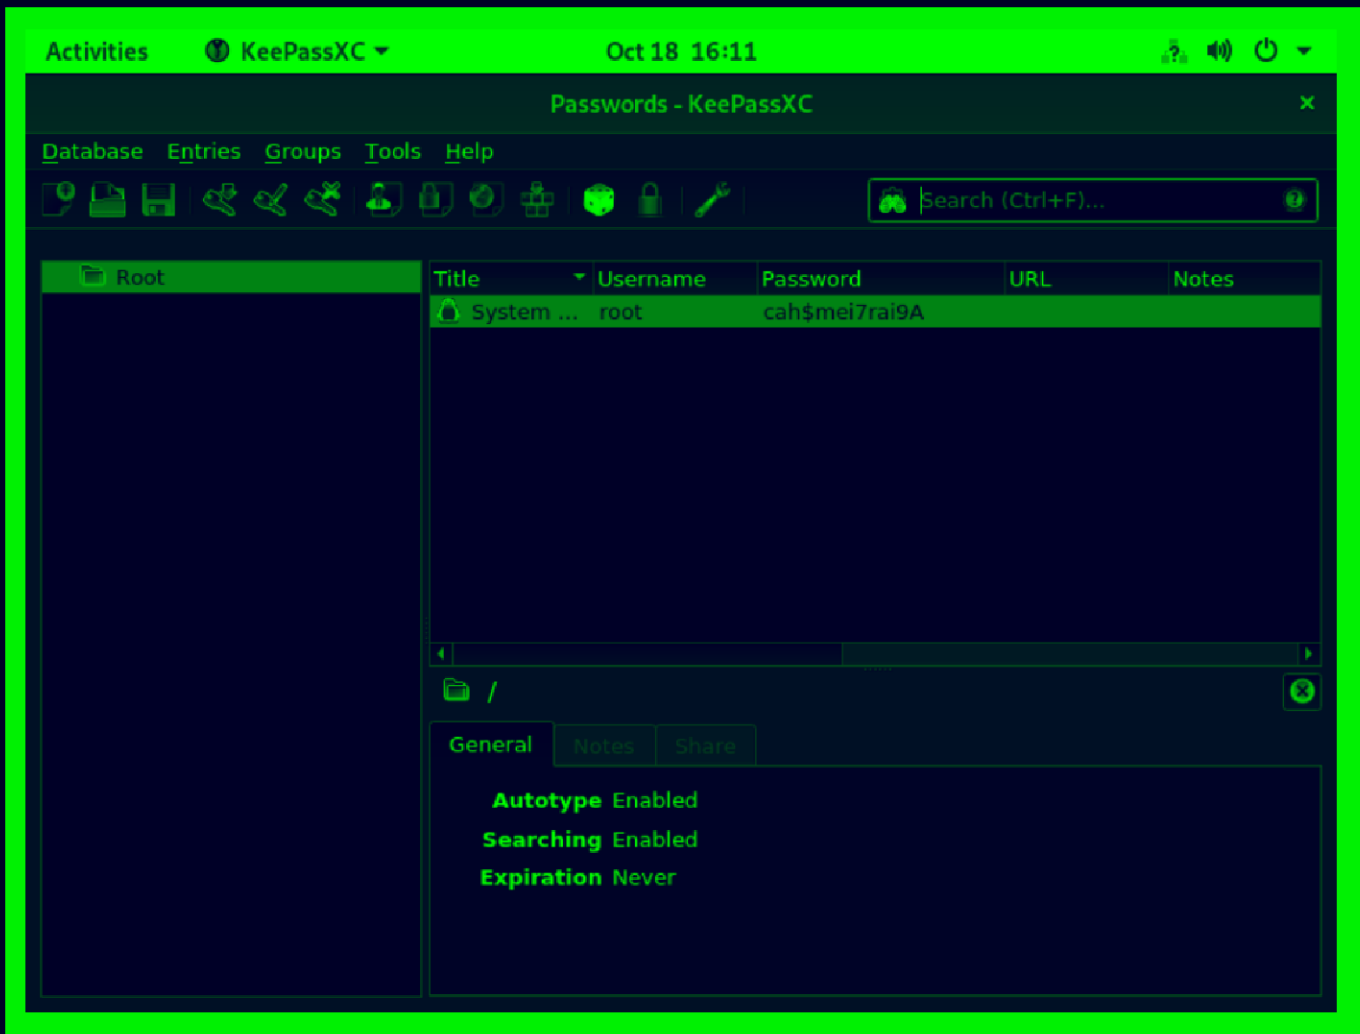 Activities KeePassXC Oct 18 16:11 ?
Passwords - KeePassXC ×
Database Entries Groups Tools Help
Search (Ctrl+F)... ?
Root
Title Username Password URL Notes
System ... root cah$mei7rai9A
/
General Notes Share
Autotype Enabled
Searching Enabled
Expiration Never